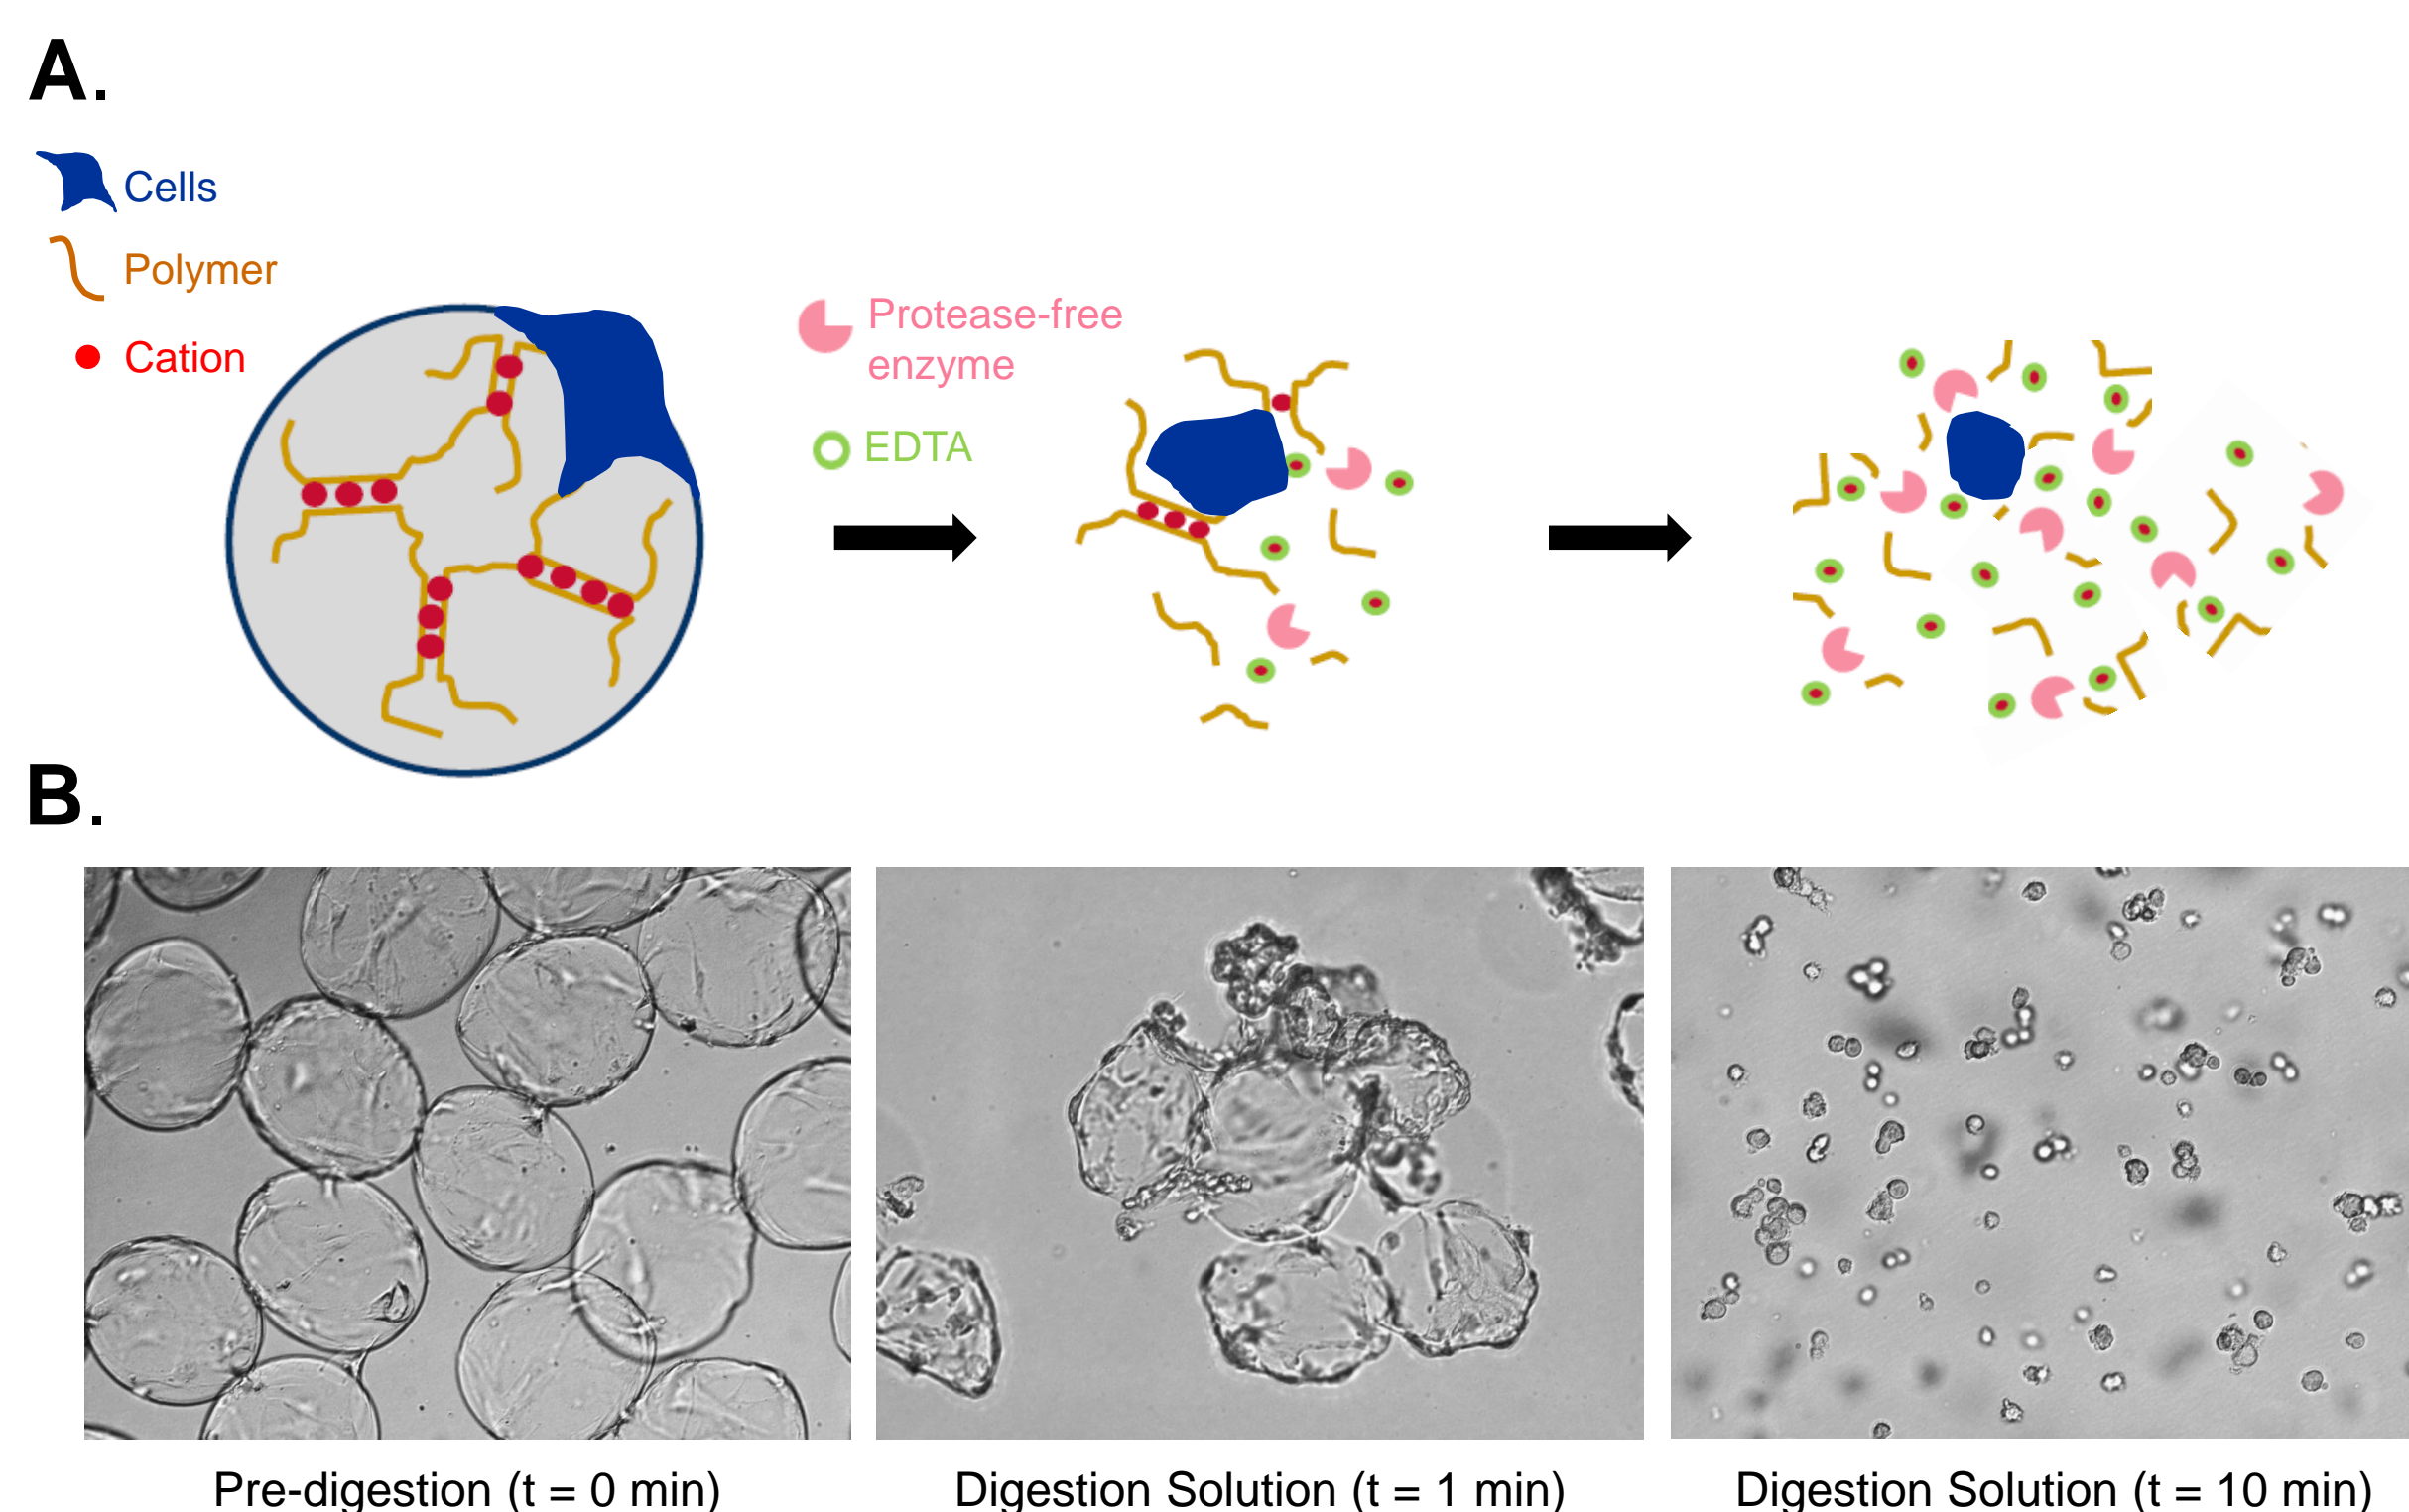 A.
Cells
Polymer
Cation
Protease-free
enzyme
EDTA
B.
Pre-digestion (t = 0 min)
Digestion Solution (t = 1 min)
Digestion Solution (t = 10 min)